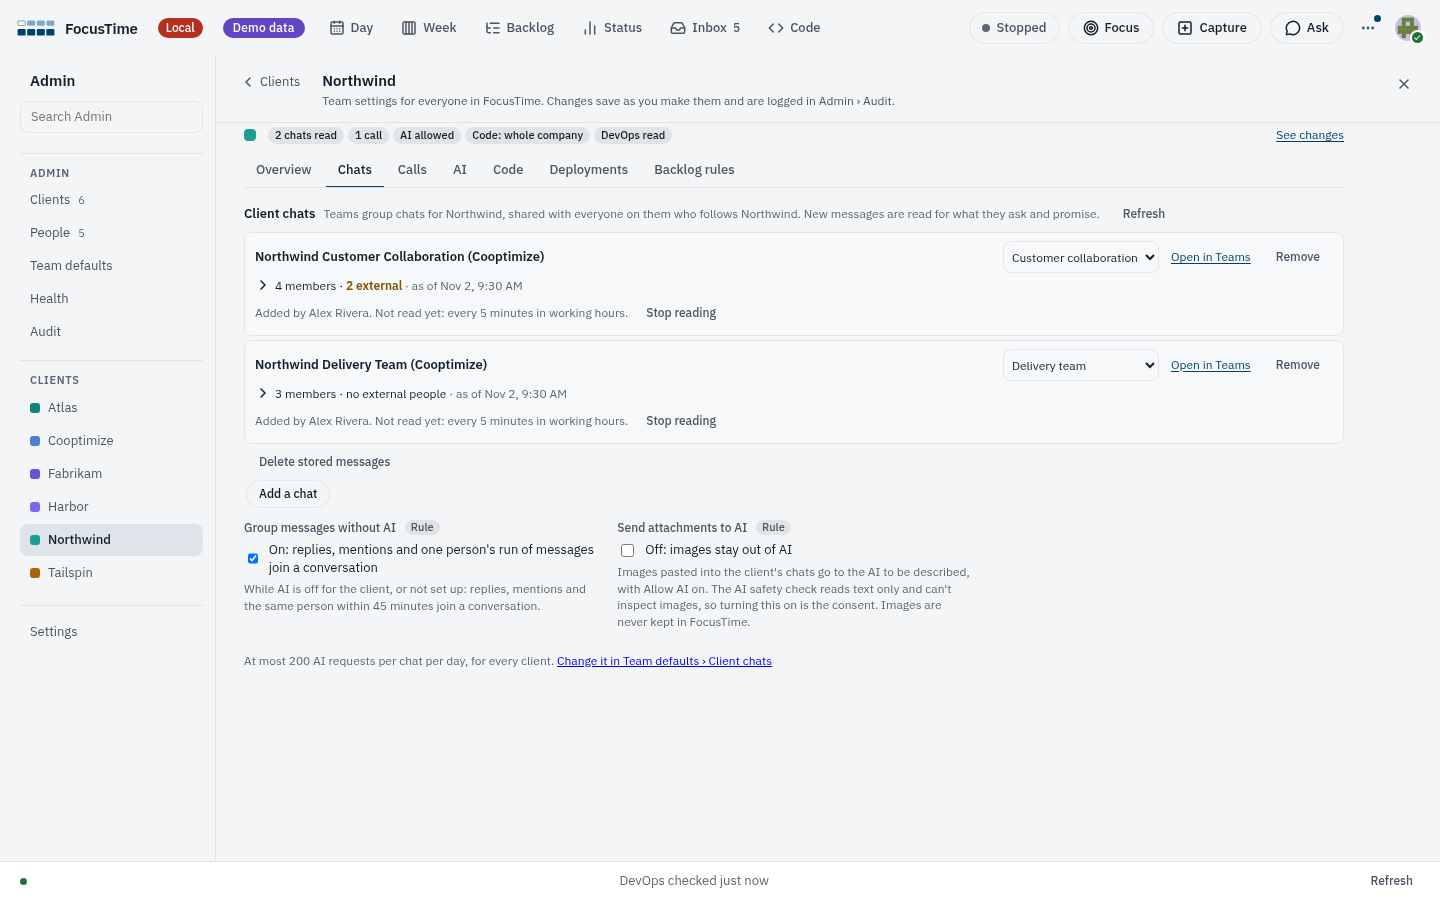 FocusTime
Local
Demo data
Day
Week
Backlog
Status
Inbox 5
Code
Stopped
Focus
Capture
Ask
Admin
Search Admin
ADMIN
Clients 6
People 5
Team defaults
Health
Audit
CLIENTS
Atlas
Cooptimize
Fabrikam
Harbor
Northwind
Tailspin
Settings
Clients
Northwind
Team settings for everyone in FocusTime. Changes save as you make them and are logged in Admin › Audit.
2 chats read
1 call
AI allowed
Code: whole company
DevOps read
See changes
Overview
Chats
Calls
AI
Code
Deployments
Backlog rules
Client chats Teams group chats for Northwind, shared with everyone on them who follows Northwind. New messages are read for what they ask and promise. Refresh
Northwind Customer Collaboration (Cooptimize)
Customer collaboration
Open in Teams
Remove
4 members · 2 external · as of Nov 2, 9:30 AM
Added by Alex Rivera. Not read yet: every 5 minutes in working hours. Stop reading
Northwind Delivery Team (Cooptimize)
Delivery team
Open in Teams
Remove
3 members · no external people · as of Nov 2, 9:30 AM
Added by Alex Rivera. Not read yet: every 5 minutes in working hours. Stop reading
Delete stored messages
Add a chat
Group messages without AI Rule
On: replies, mentions and one person's run of messages
join a conversation
While AI is off for the client, or not set up: replies, mentions and
the same person within 45 minutes join a conversation.
Send attachments to AI Rule
Off: images stay out of AI
Images pasted into the client's chats go to the AI to be described,
with Allow AI on. The AI safety check reads text only and can't
inspect images, so turning this on is the consent. Images are
never kept in FocusTime.
At most 200 AI requests per chat per day, for every client. Change it in Team defaults › Client chats
DevOps checked just now
Refresh